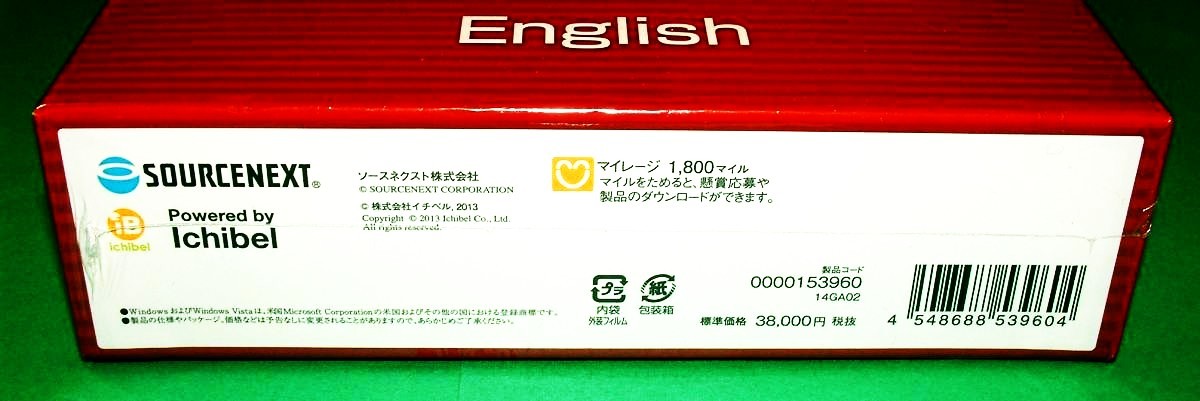 English
SOURCENEXT®
ソースネクスト株式会社
© SOURCENEXT CORPORATION
© 株式会社イチベル, 2013
Copyright © 2013 Ichibel Co., Ltd.
All rights reserved.
iB
ichibel
Powered by
Ichibel
マイレージ 1,800マイル
マイルをためると、懸賞応募や
製品のダウンロードができます。
●WindowsおよびWindows Vistaは、米国Microsoft Corporationの米国およびその他の国における登録商標です。
●製品の仕様やパッケージ、価格などは予告なしに変更されることがありますので、あらかじめご了承ください。
プラ
内袋
外装フィルム
紙
包装箱
製品コード
0000153960
14GA02
標準価格 38,000円 税抜
4 548688 539604